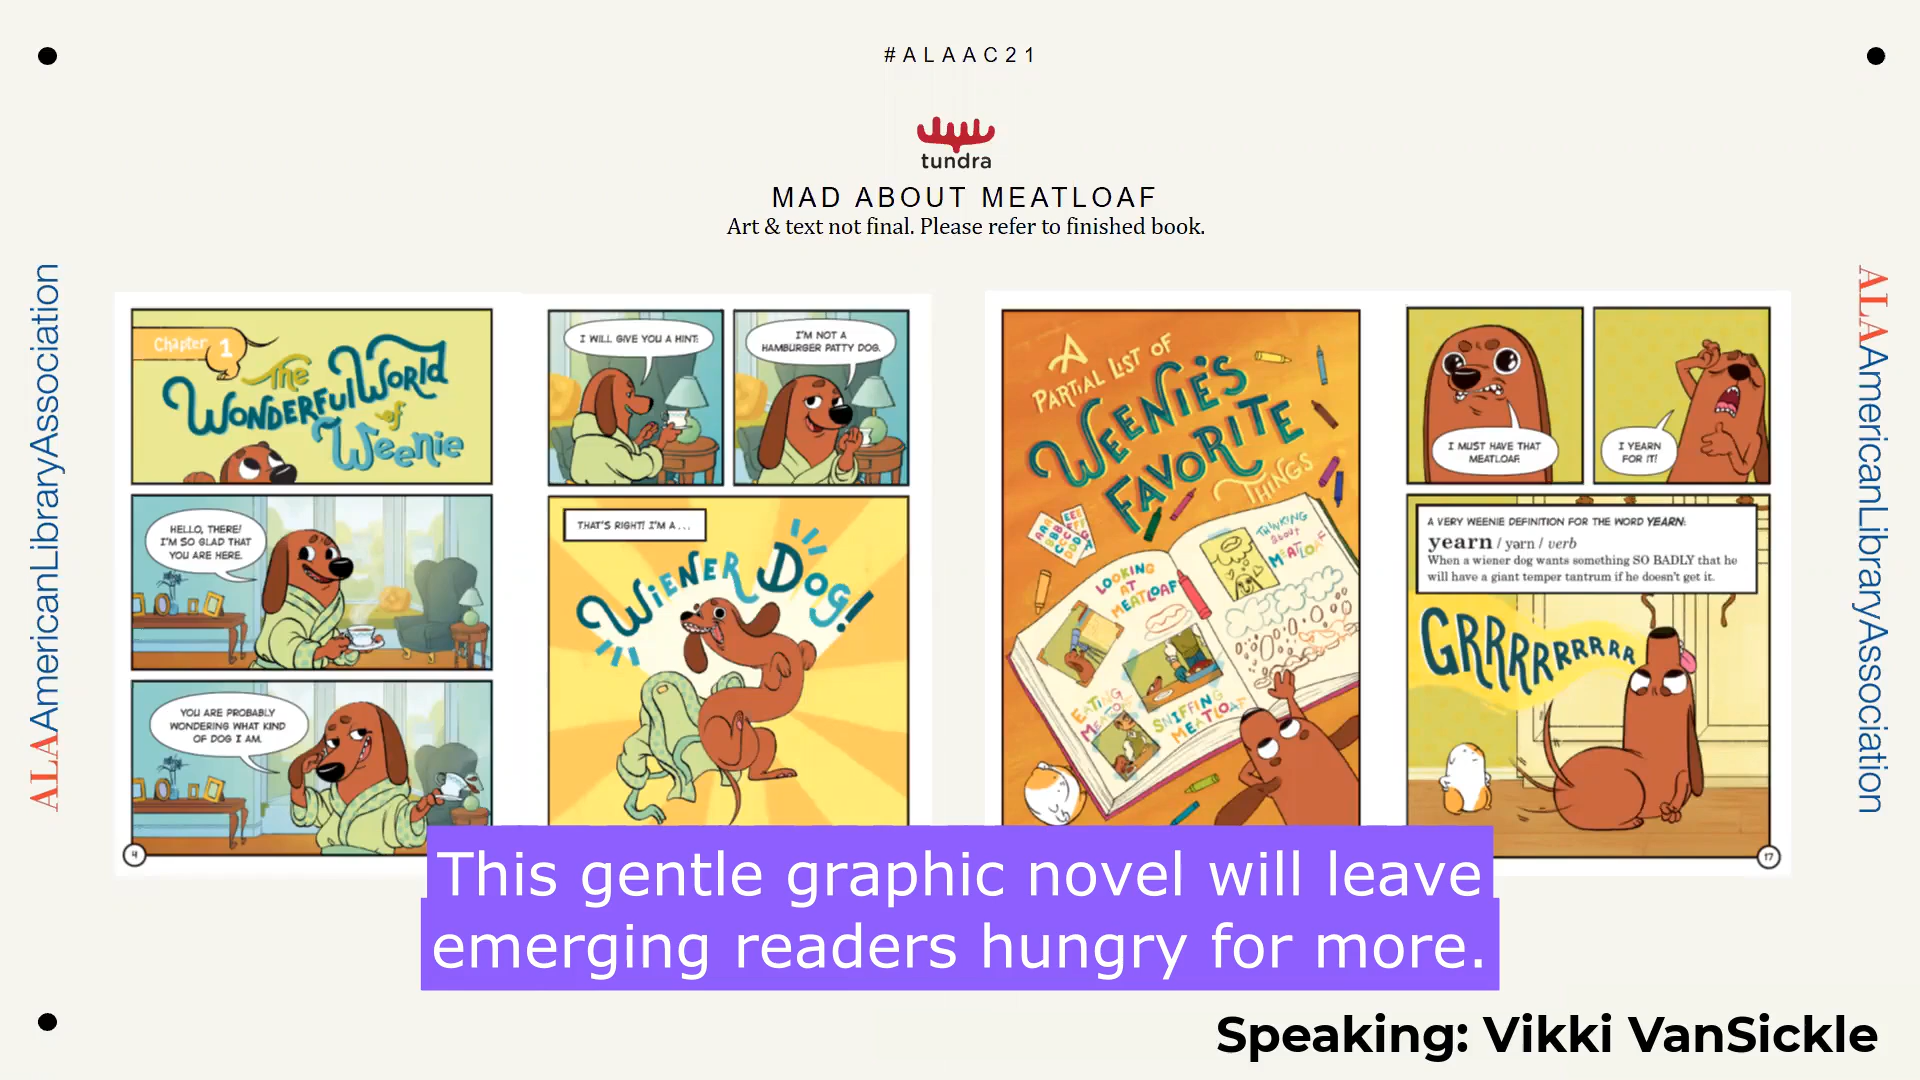 #ALAAC21
tundra
MAD ABOUT MEATLOAF
Art & text not final. Please refer to finished book.
ALAAmericanLibraryAssociation
Chapter 1
The
Wonderful World
of
Weenie
HELLO, THERE!
I'M SO GLAD THAT
YOU ARE HERE.
YOU ARE PROBABLY
WONDERING WHAT KIND
OF DOG I AM.
4
I WILL GIVE YOU A HINT:
I'M NOT A
HAMBURGER PATTY DOG.
THAT'S RIGHT! I'M A . . .
WIENER DOG!
A
PARTIAL LIST OF
WEENIE'S
FAVORITE
THINGS
THINKING
about
MEATLOAF
LOOKING
AT
MEATLOAF
EATING
MEATLOAF
SNIFFING
MEATLOAF
I MUST HAVE THAT
MEATLOAF.
I YEARN
FOR IT!
A VERY WEENIE DEFINITION FOR THE WORD YEARN:
yearn / yarn / verb
When a wiener dog wants something SO BADLY that he
will have a giant temper tantrum if he doesn't get it.
GRRRRRRRRR
17
ALAAmericanLibraryAssociation
This gentle graphic novel will leave
emerging readers hungry for more.
Speaking: Vikki VanSickle